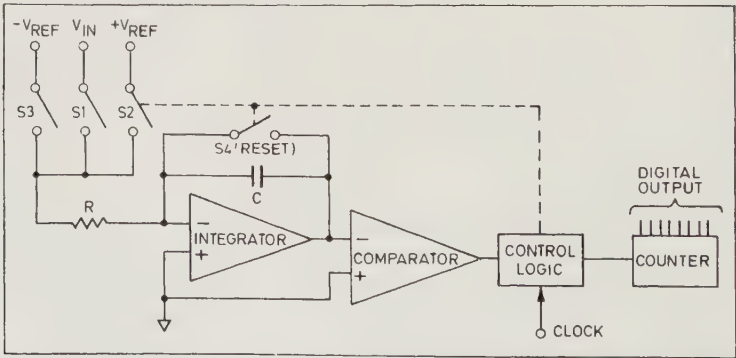 -VREF VIN +VREF
S3 S1 S2
S4 (RESET)
C
R
-
INTEGRATOR
+
-
COMPARATOR
+
CONTROL
LOGIC
CLOCK
DIGITAL
OUTPUT
COUNTER